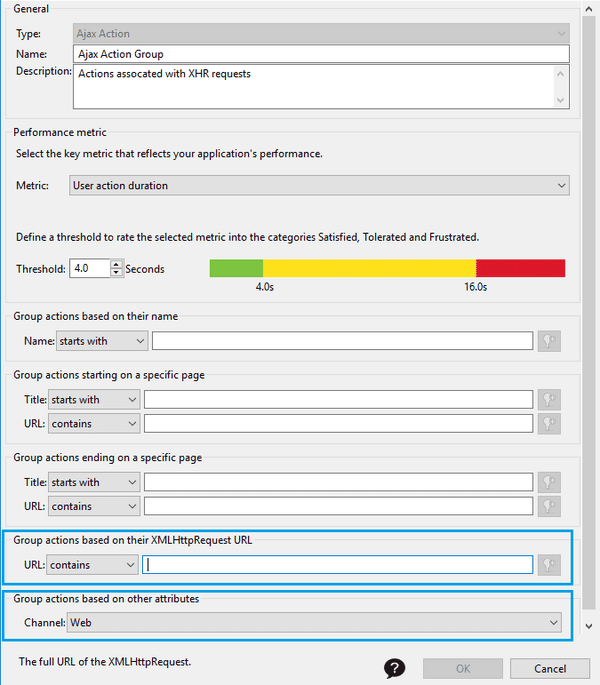 General
Type: Ajax Action
Name: Ajax Action Group
Description: Actions assocated with XHR requests
Performance metric
Select the key metric that reflects your application's performance.
Metric: User action duration
Define a threshold to rate the selected metric into the categories Satisfied, Tolerated and Frustrated.
Threshold: 4.0 Seconds
4.0s 16.0s
Group actions based on their name
Name: starts with
Group actions starting on a specific page
Title: starts with
URL: contains
Group actions ending on a specific page
Title: starts with
URL: contains
Group actions based on their XMLHttpRequest URL
URL: contains
Group actions based on other attributes
Channel: Web
The full URL of the XMLHttpRequest.
? OK Cancel